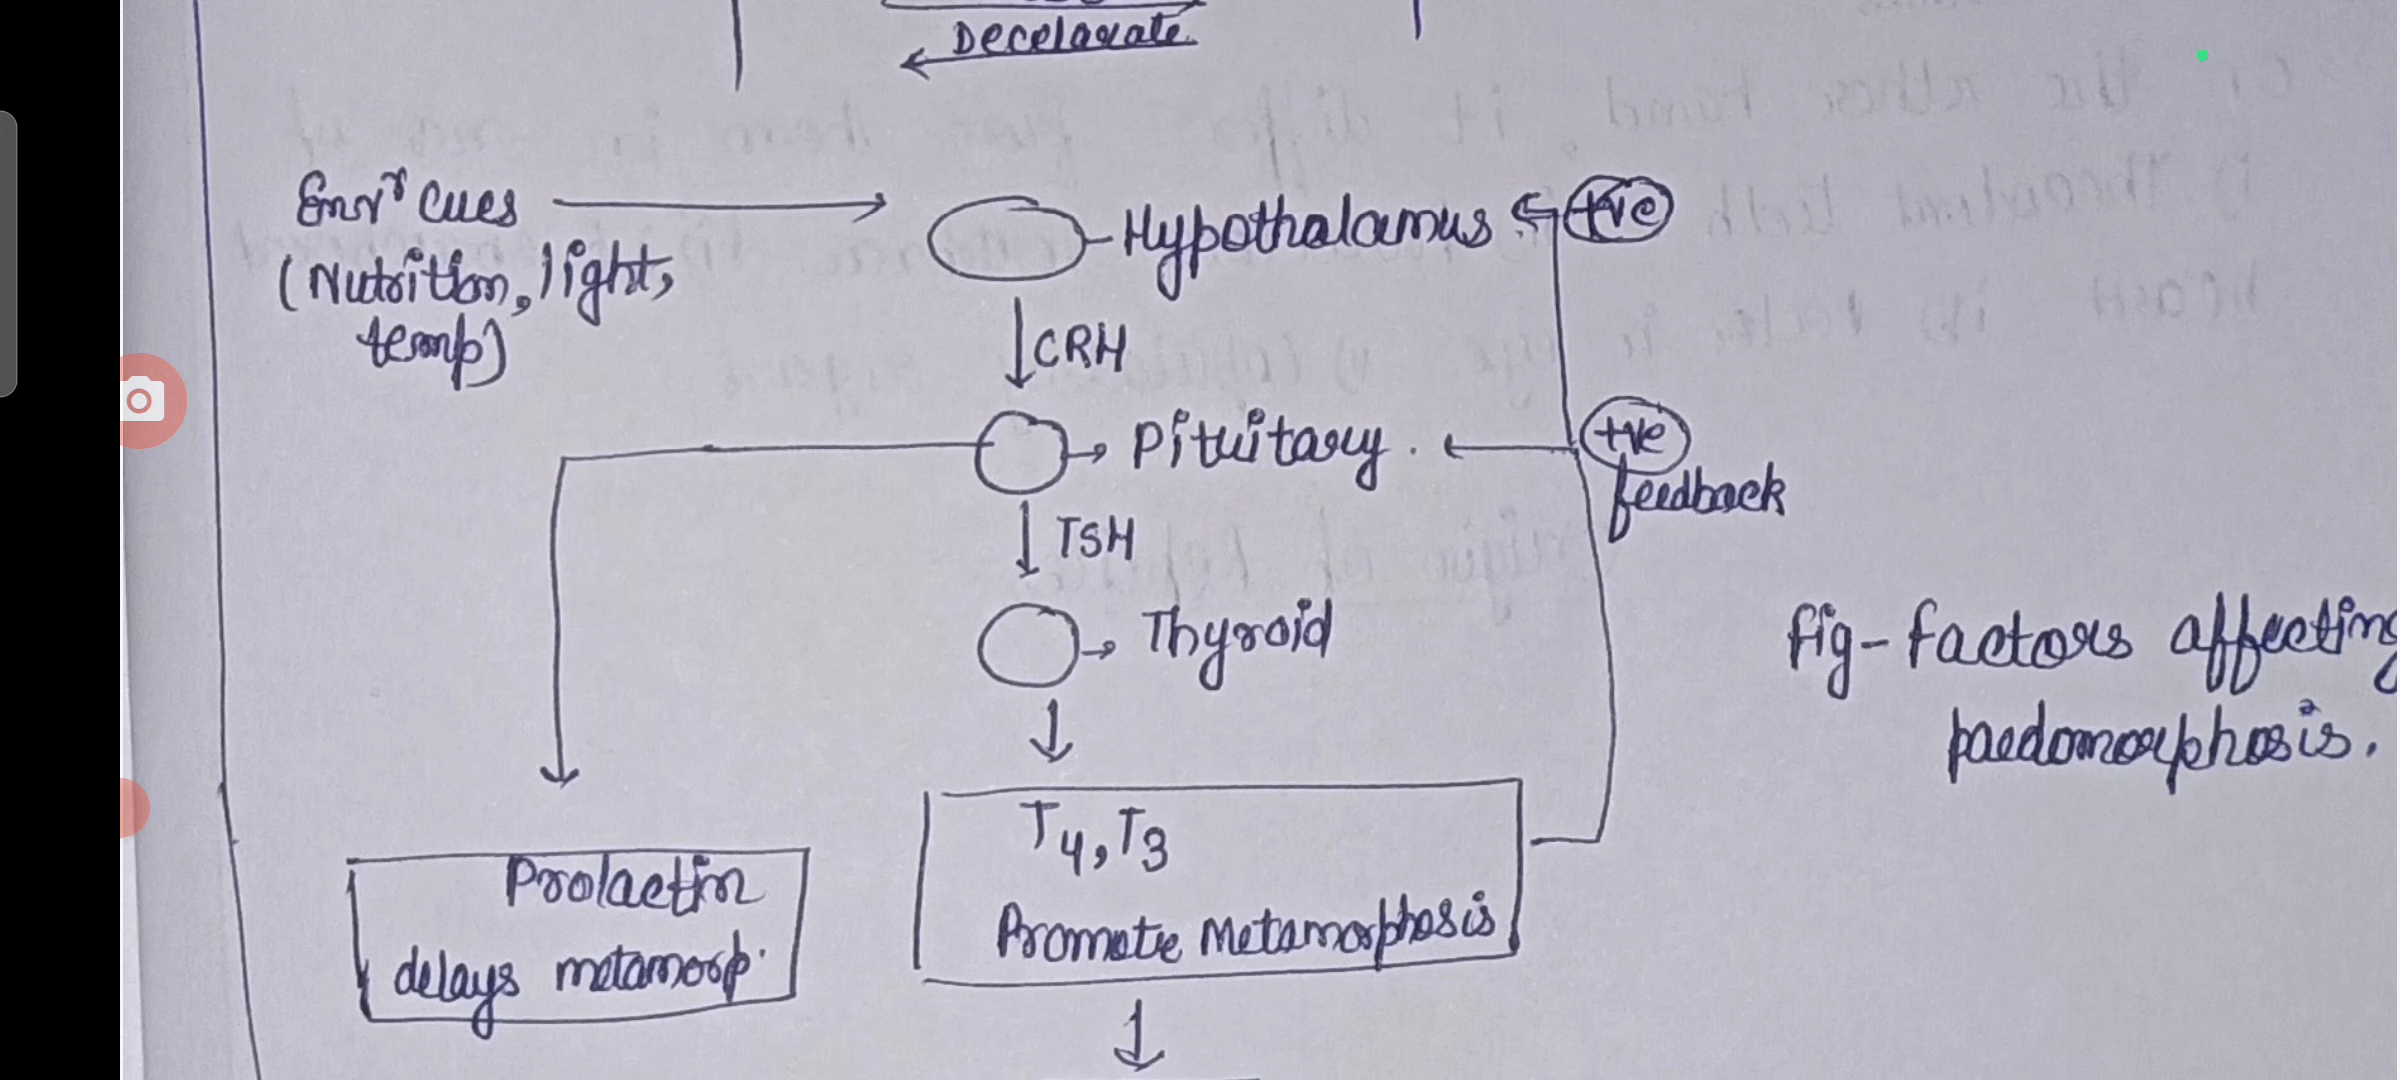 Decelarate
Envr cues
(Nutrition, light,
temp)
Hypothalamus
+ve
CRH
Pituitary.
+ve
feedback
TSH
Thyroid
fig- factors affecting
paedomorphosis.
T4, T3
Promote Metamorphosis
Prolactin
delays metamorp.